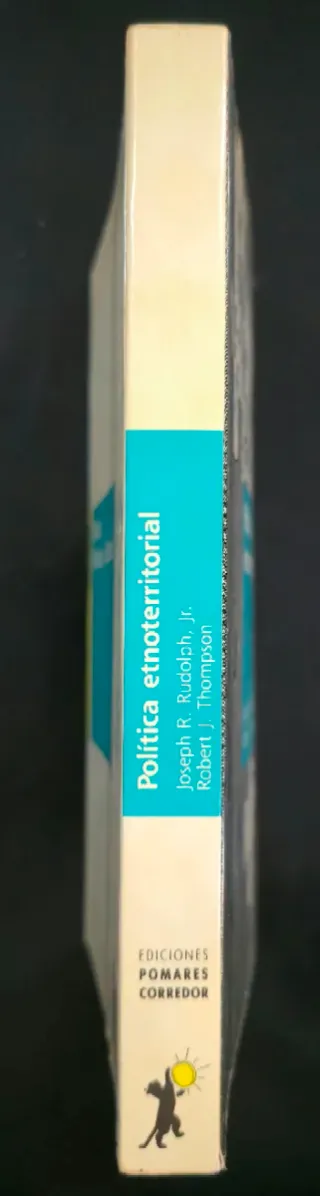 Política etnoterritorial
Joseph R. Rudolph, Jr.
Robert J. Thompson
EDICIONES
POMARES
CORREDOR